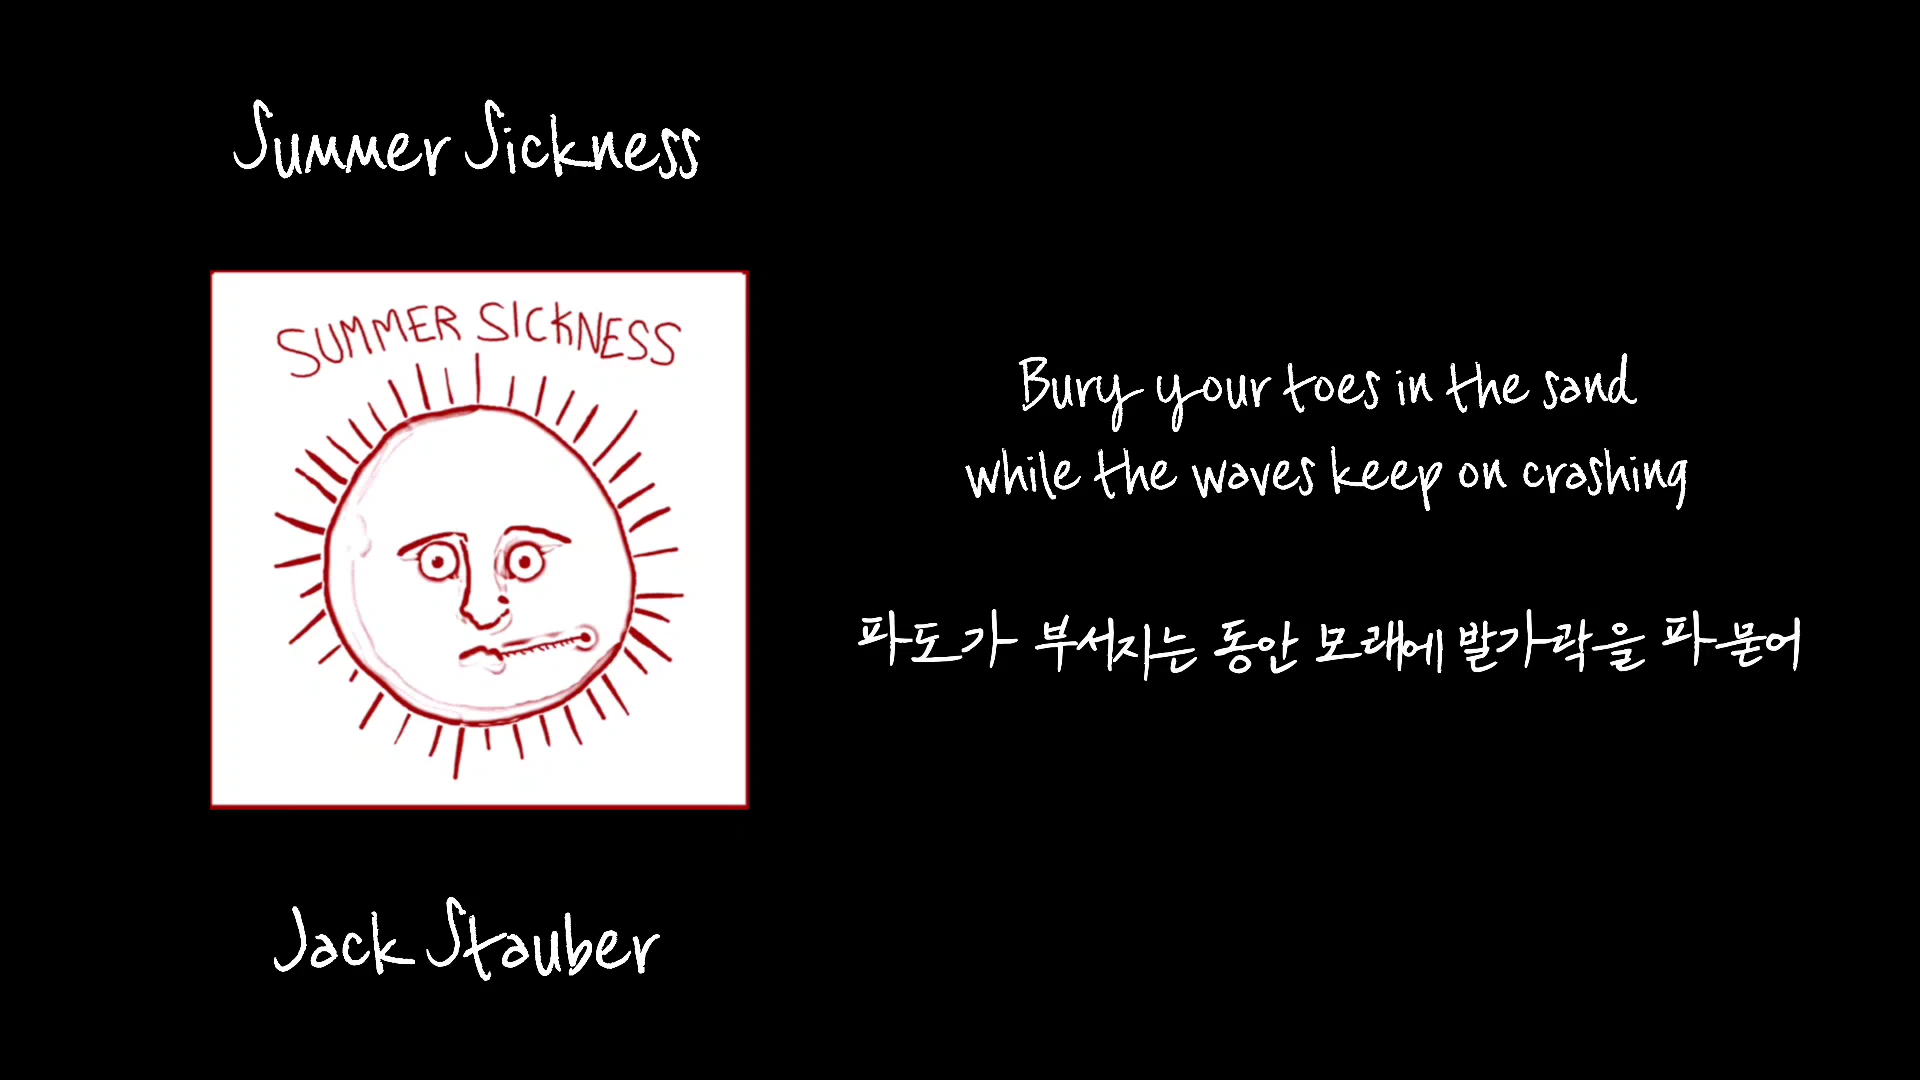 Summer Sickness
SUMMER SICKNESS
Jack Stauber
Bury your toes in the sand
while the waves keep on crashing
파도가 부서지는 동안 모래에 발가락을 파묻어